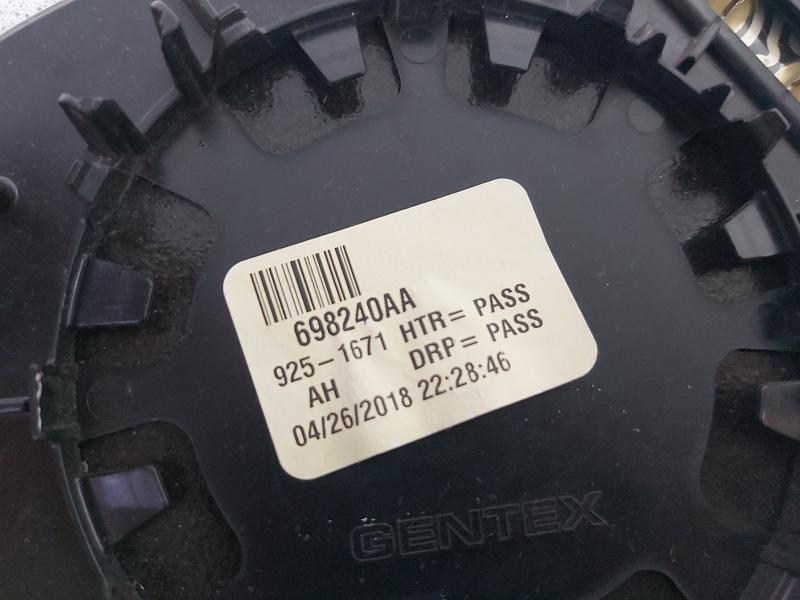 698240AA
925-1671 HTR= PASS
AH DRP= PASS
04/26/2018 22:28:46
GENTEX